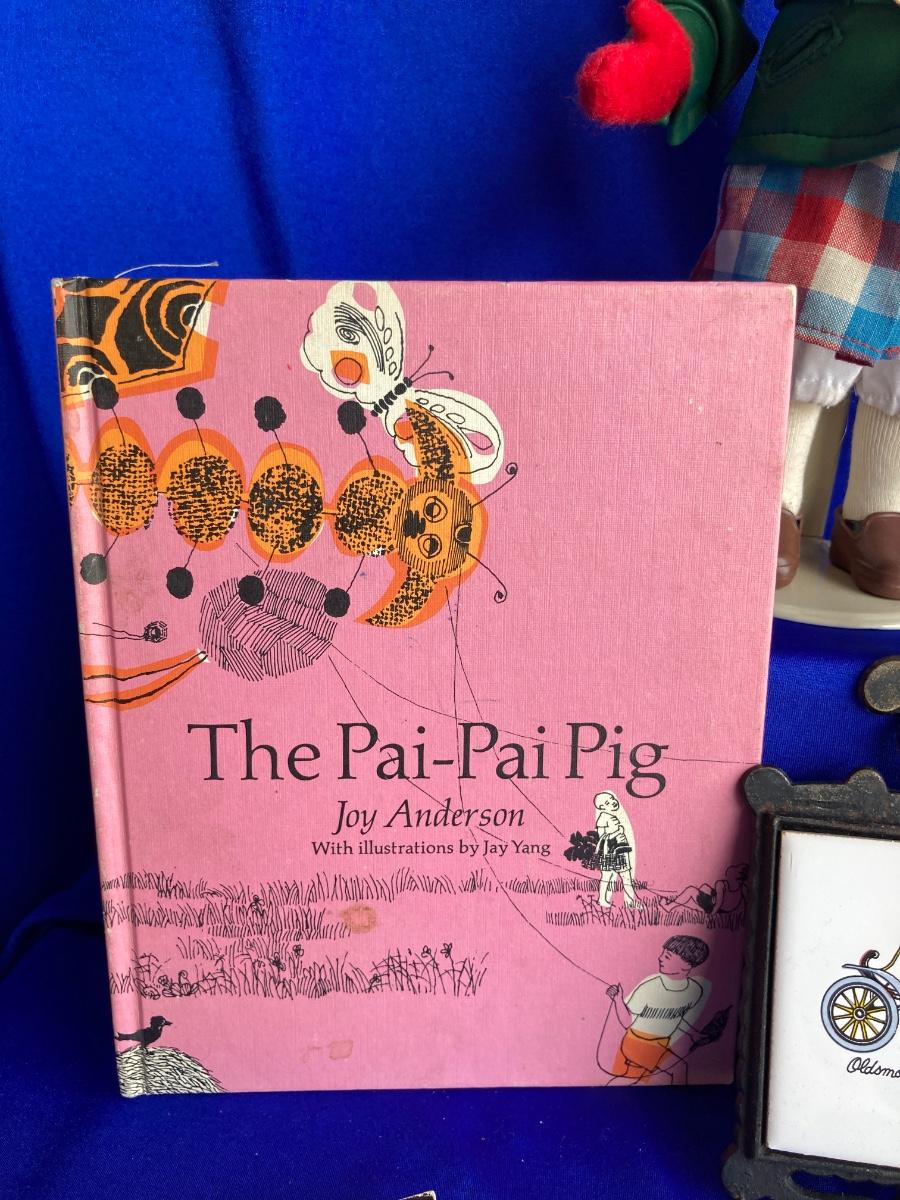 The Pai-Pai Pig
Joy Anderson
With illustrations by Jay Yang